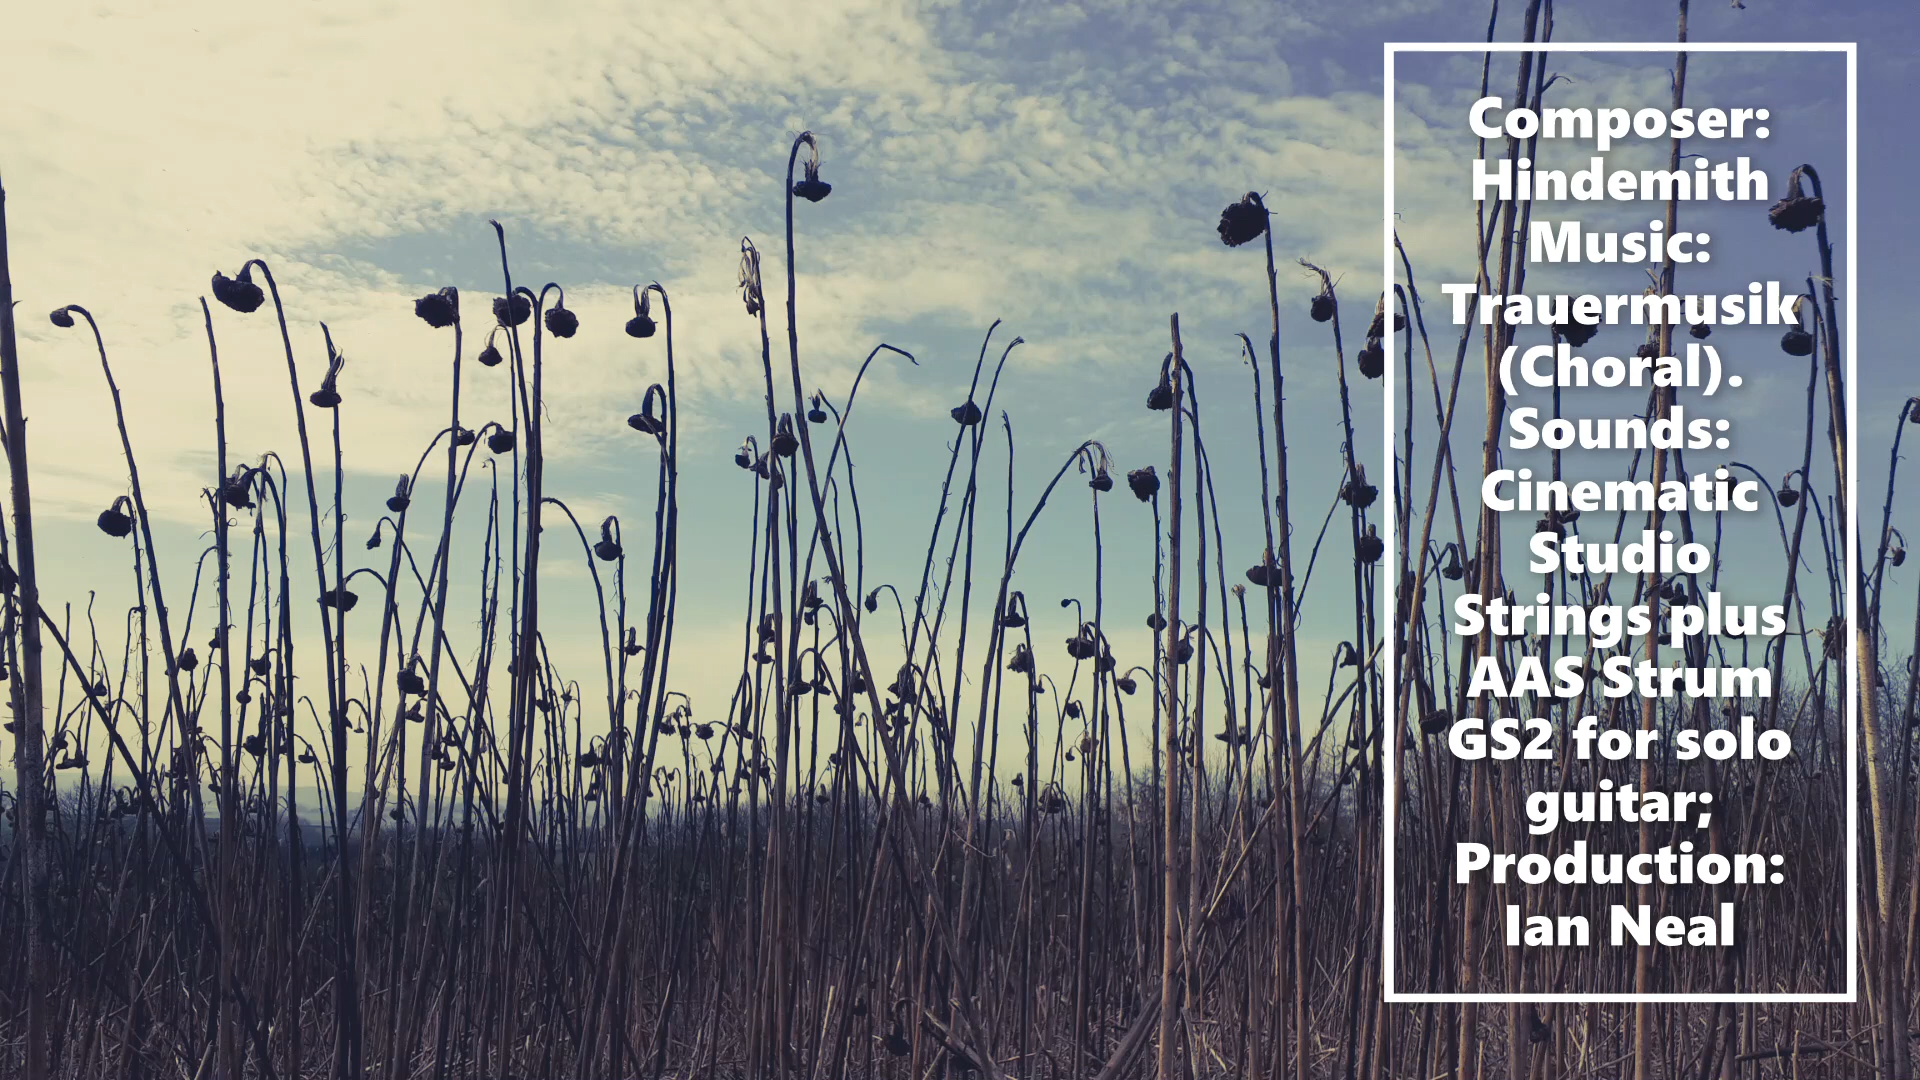 Composer:
Hindemith
Music:
Trauermusik
(Choral).
Sounds:
Cinematic
Studio
Strings plus
AAS Strum
GS2 for solo
guitar;
Production:
Ian Neal